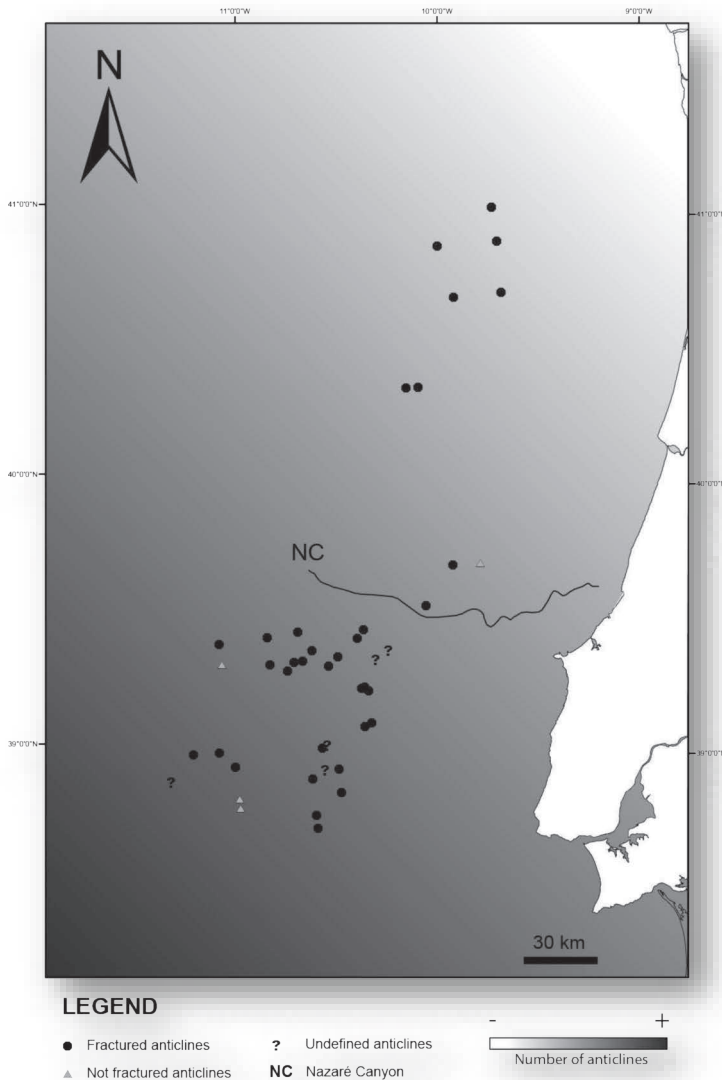 11°0'0"W 10°0'0"W 9°0'0"W
N
41°0'0"N 41°0'0"N
40°0'0"N 40°0'0"N
NC
?
?
39°0'0"N 39°0'0"N
?
?
?
30 km
LEGEND
- +
Fractured anticlines ? Undefined anticlines
Number of anticlines
Not fractured anticlines NC Nazaré Canyon